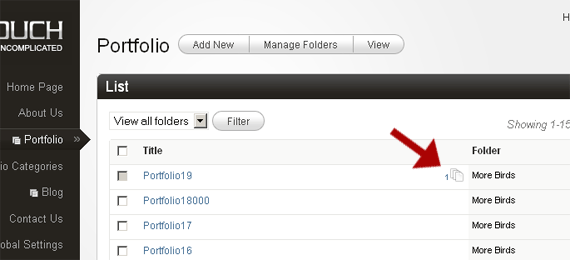 OUCH
NCOMPLICATED
H
Portfolio
Add New
Manage Folders
View
Home Page
About Us
Portfolio »
io Categories
Blog
Contact Us
obal Settings
List
View all folders
Filter
Showing 1-15
Title
Folder
Portfolio19
1
More Birds
Portfolio18000
More Birds
Portfolio17
More Birds
Portfolio16
More Birds